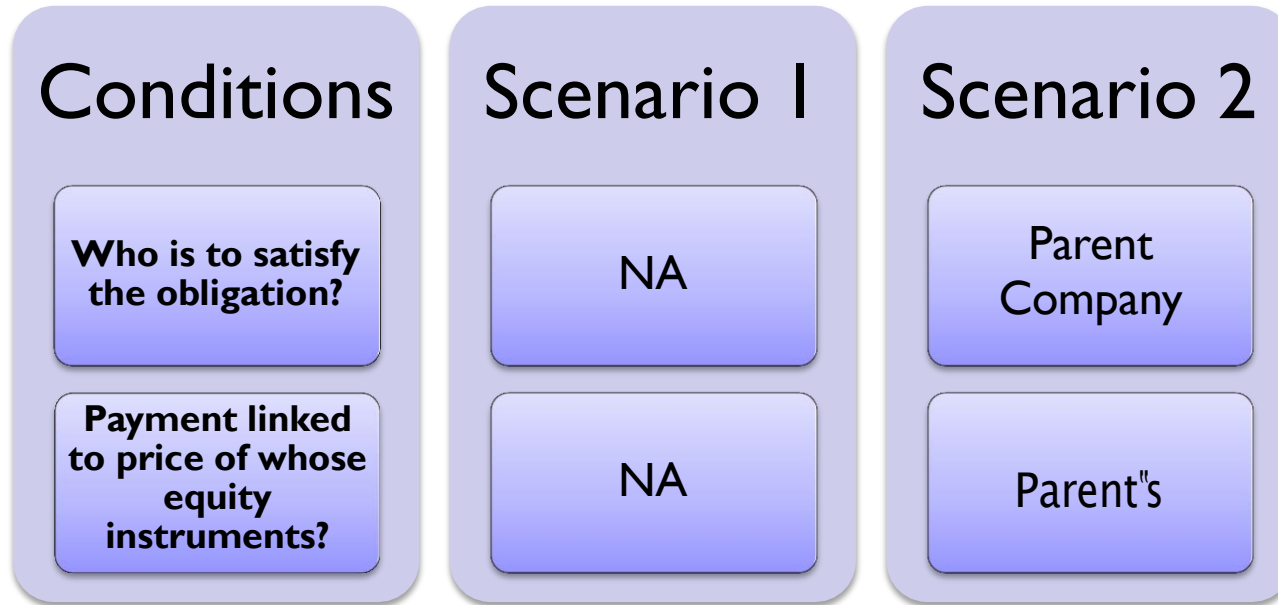 Conditions
Who is to satisfy
the obligation?
Payment linked
to price of whose
equity
instruments?
Scenario 1
NA
NA
Scenario 2
Parent
Company
Parent"s